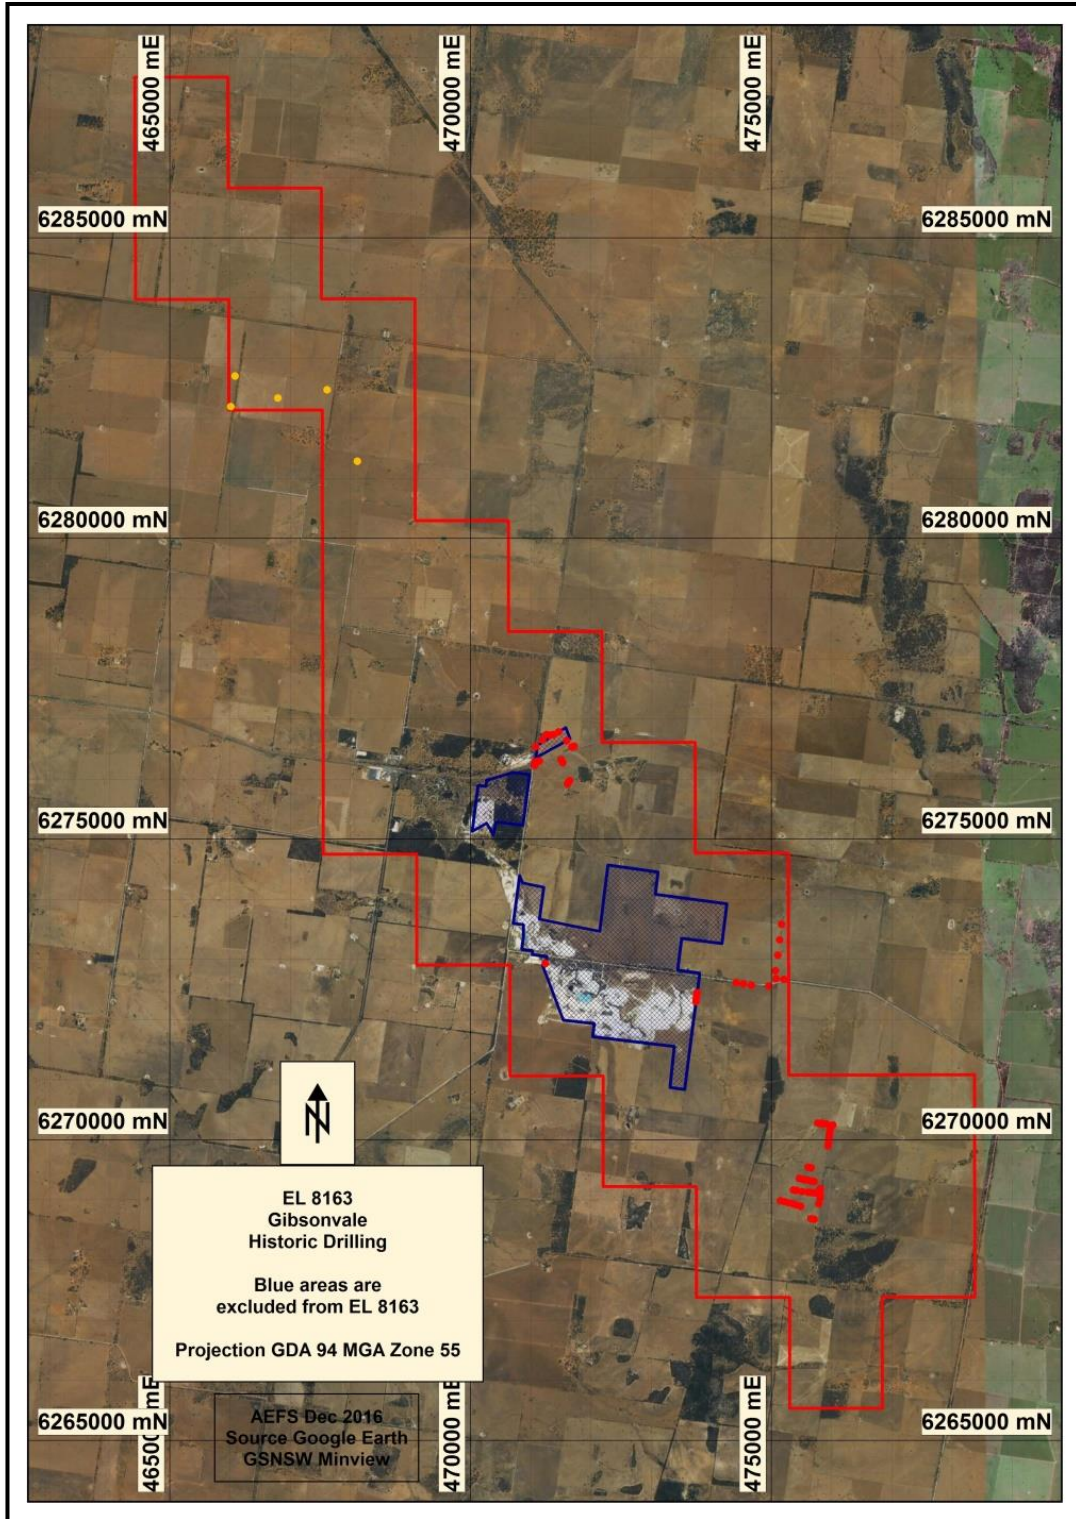 465000 mE
470000 mE
475000 mE
6285000 mN
6285000 mN
6280000 mN
6280000 mN
6275000 mN
6275000 mN
6270000 mN
6270000 mN
N
EL 8163
Gibsonvale
Historic Drilling
Blue areas are
excluded from EL 8163
Projection GDA 94 MGA Zone 55
6265000 mN
6265000 mN
AEFS Dec 2016
Source Google Earth
GSNSW Minview
465000 mE
470000 mE
475000 mE